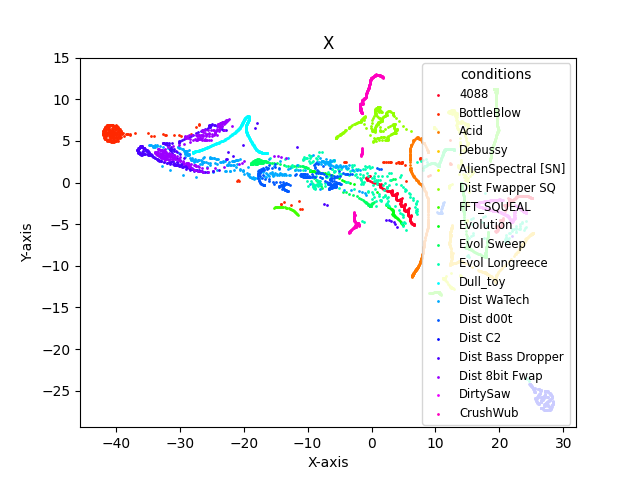 X
15
10
5
0
−5
−10
−15
−20
−25
Y-axis
−40 −30 −20 −10 0 10 20 30
X-axis
conditions
4088
BottleBlow
Acid
Debussy
AlienSpectral [SN]
Dist Fwapper SQ
FFT_SQUEAL
Evolution
Evol Sweep
Evol Longreece
Dull_toy
Dist WaTech
Dist d00t
Dist C2
Dist Bass Dropper
Dist 8bit Fwap
DirtySaw
CrushWub